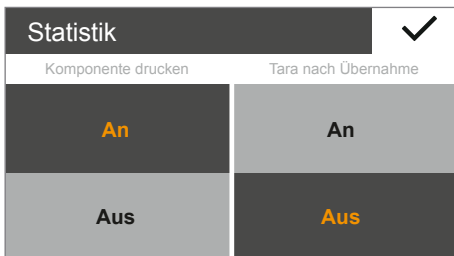 Statistik
Komponente drucken
Tara nach Übernahme
An
An
Aus
Aus